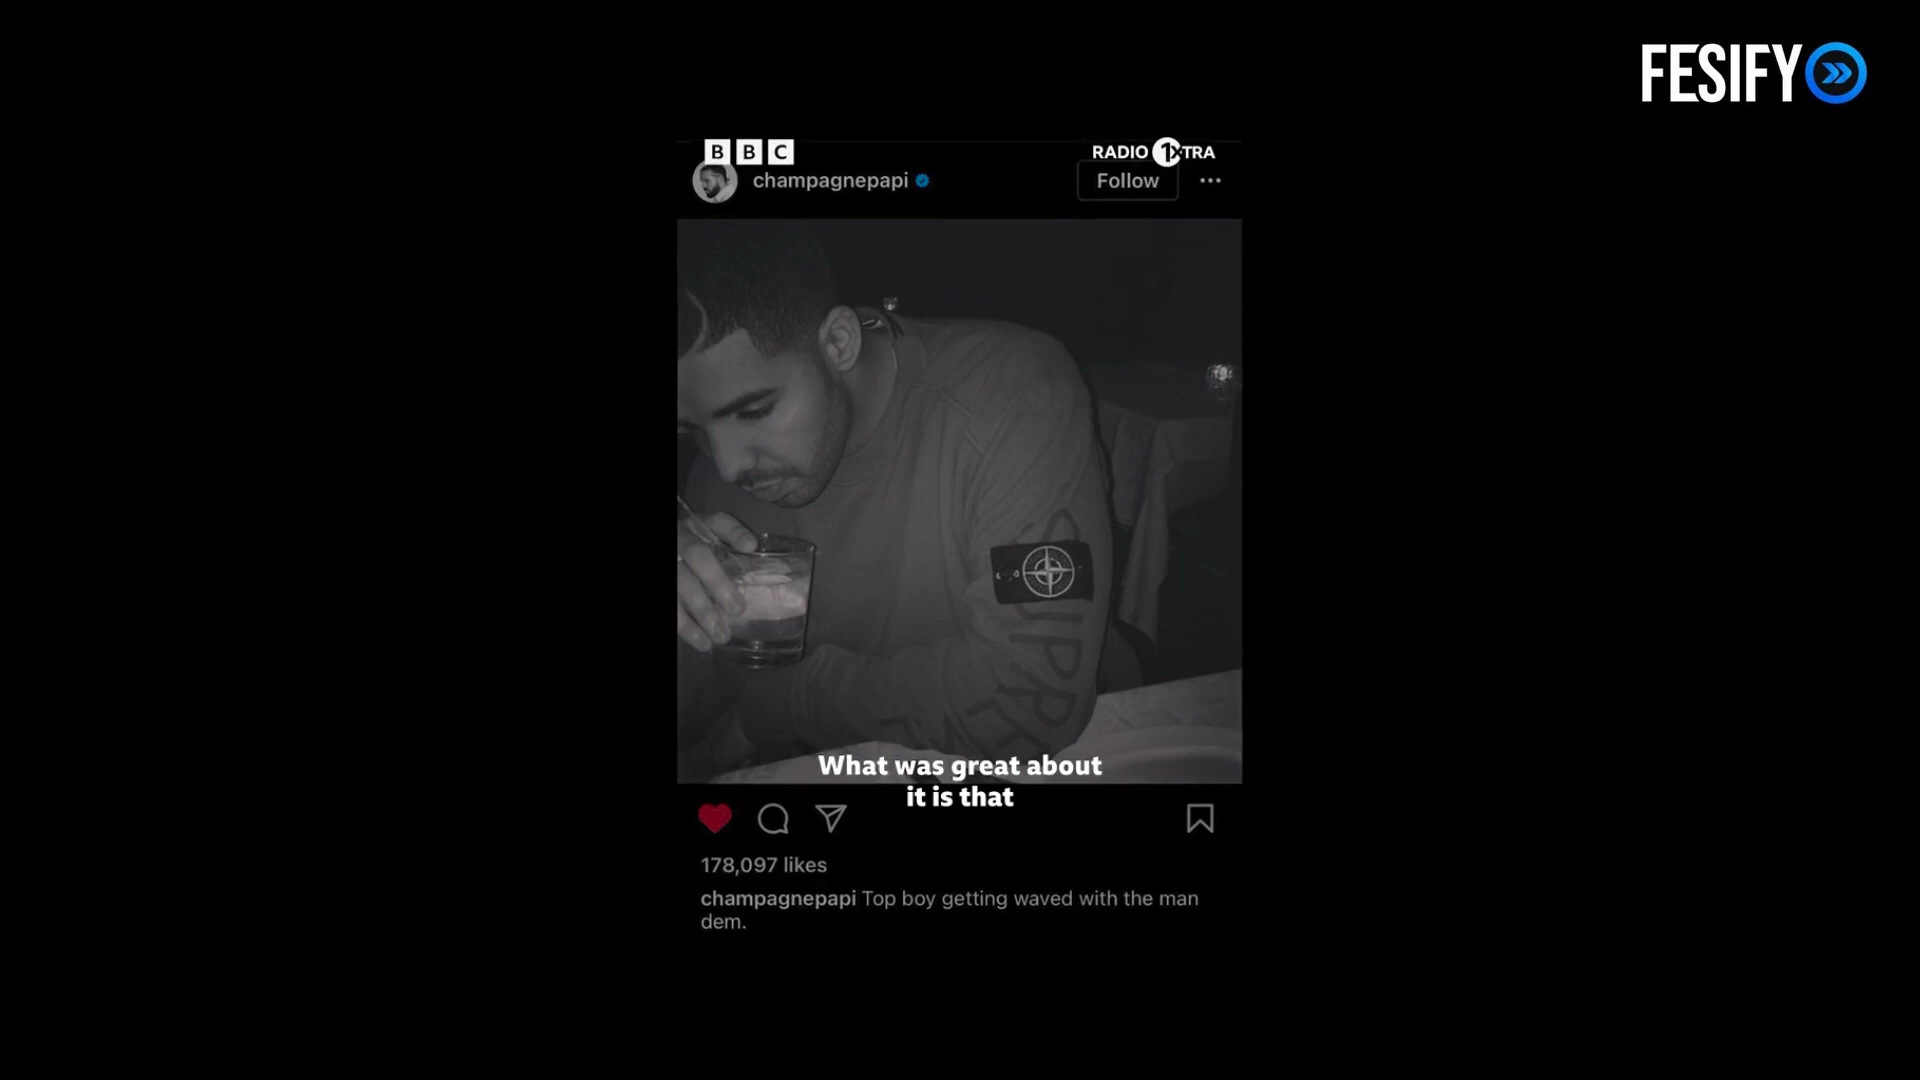 FESIFY
BBC
RADIO 1XTRA
champagnepapi
Follow
SUPREME
What was great about
it is that
178,097 likes
champagnepapi Top boy getting waved with the man
dem.